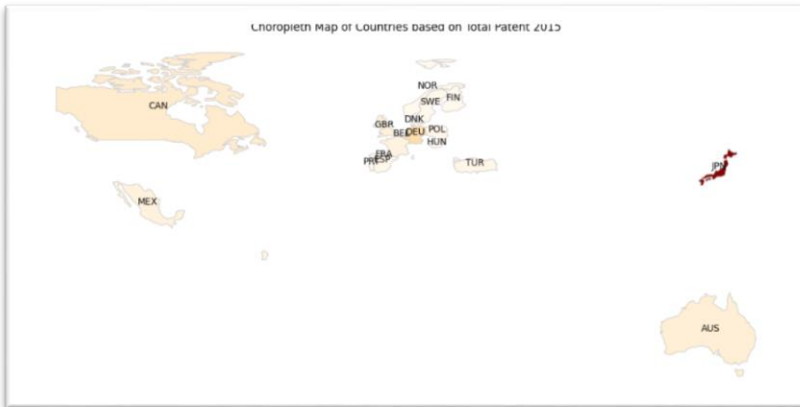 Choropleth Map of Countries based on Total Patent 2015
NOR
CAN
SWE FIN
DNK
GBR
BEL DEU POL
HUN
FRA
PRT ESP
TUR
JPN
MEX
AUS